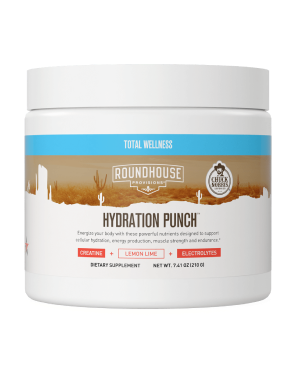 TOTAL WELLNESS
ROUNDHOUSE
PROVISIONS
CHUCK
NORRIS
HYDRATION PUNCH™
Energize your body with these powerful nutrients designed to support
cellular hydration, energy production, muscle strength and endurance.*
CREATINE + LEMON LIME + ELECTROLYTES
DIETARY SUPPLEMENT NET WT. 7.41 OZ (210 G)